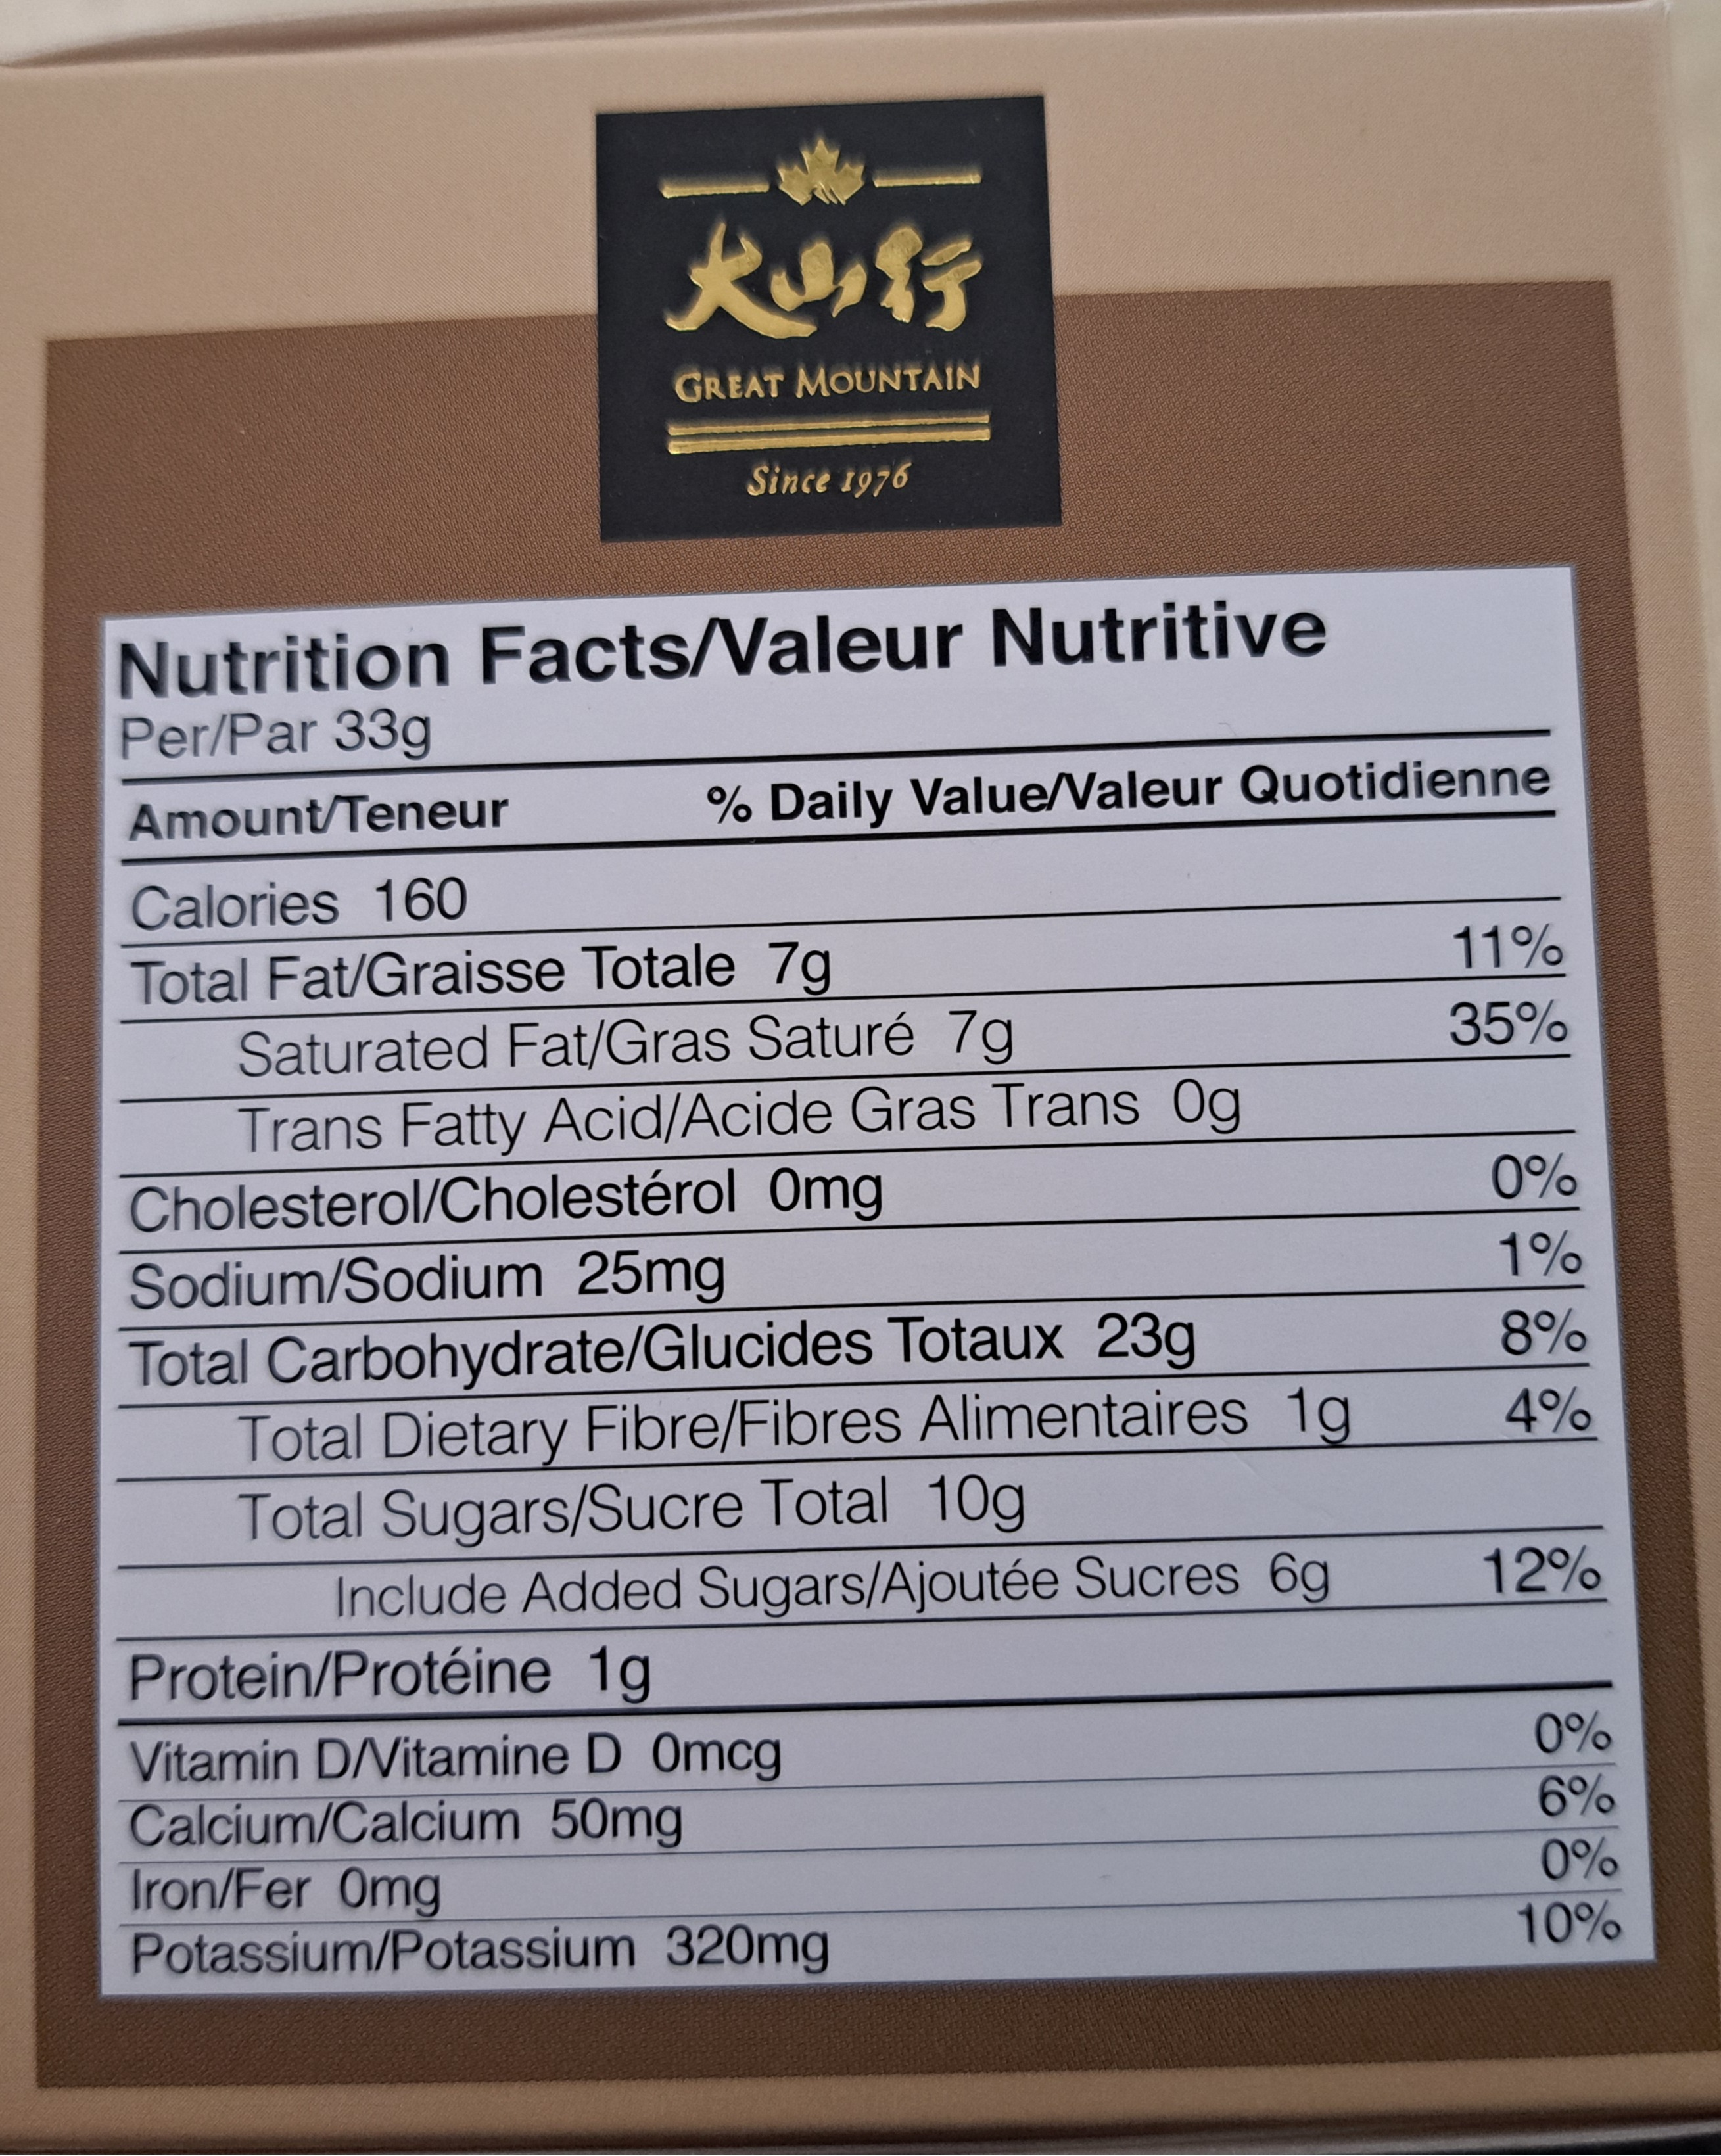 大山行
GREAT MOUNTAIN
Since 1976
Nutrition Facts/Valeur Nutritive
Per/Par 33g
Amount/Teneur % Daily Value/Valeur Quotidienne
Calories 160
Total Fat/Graisse Totale 7g 11%
Saturated Fat/Gras Saturé 7g 35%
Trans Fatty Acid/Acide Gras Trans 0g
Cholesterol/Cholestérol 0mg 0%
Sodium/Sodium 25mg 1%
Total Carbohydrate/Glucides Totaux 23g 8%
Total Dietary Fibre/Fibres Alimentaires 1g 4%
Total Sugars/Sucre Total 10g
Include Added Sugars/Ajoutée Sucres 6g 12%
Protein/Protéine 1g
Vitamin D/Vitamine D 0mcg 0%
Calcium/Calcium 50mg 6%
Iron/Fer 0mg 0%
Potassium/Potassium 320mg 10%